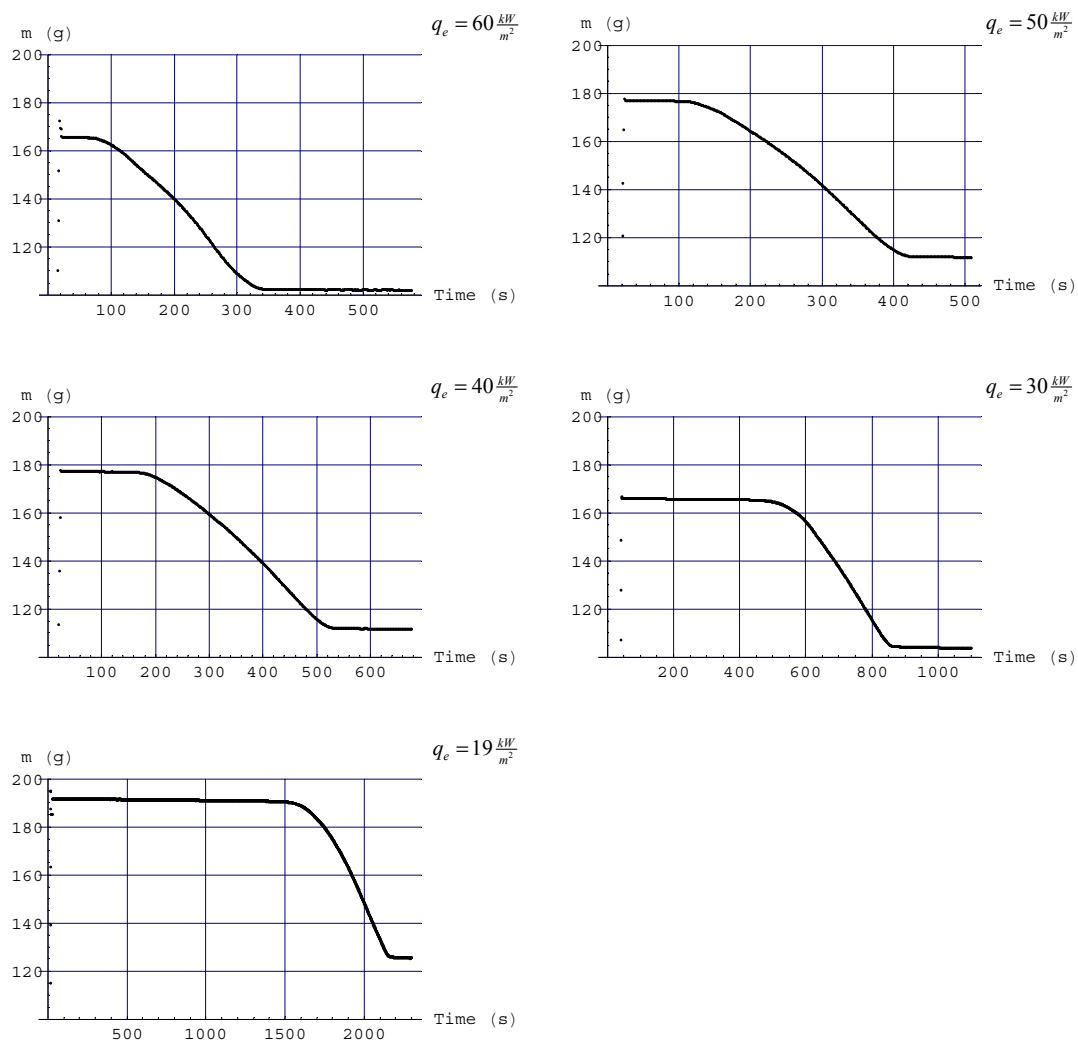 q_e = 60 kW/m²
m (g)
200
180
160
140
120
100 200 300 400 500
Time (s)
q_e = 50 kW/m²
m (g)
200
180
160
140
120
100 200 300 400 500
Time (s)
q_e = 40 kW/m²
m (g)
200
180
160
140
120
100 200 300 400 500 600
Time (s)
q_e = 30 kW/m²
m (g)
200
180
160
140
120
200 400 600 800 1000
Time (s)
q_e = 19 kW/m²
m (g)
200
180
160
140
120
500 1000 1500 2000
Time (s)